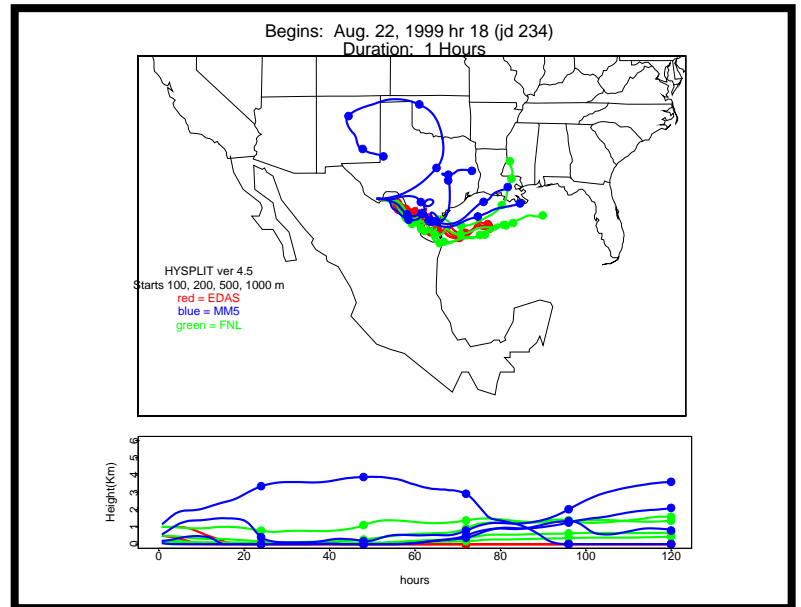 Begins: Aug. 22, 1999 hr 18 (jd 234)
Duration: 1 Hours
HYSPLIT ver 4.5
Starts 100, 200, 500, 1000 m
red = EDAS
blue = MM5
green = FNL
Height(Km)
0 1 2 3 4 5 6
0 20 40 60 80 100 120
hours